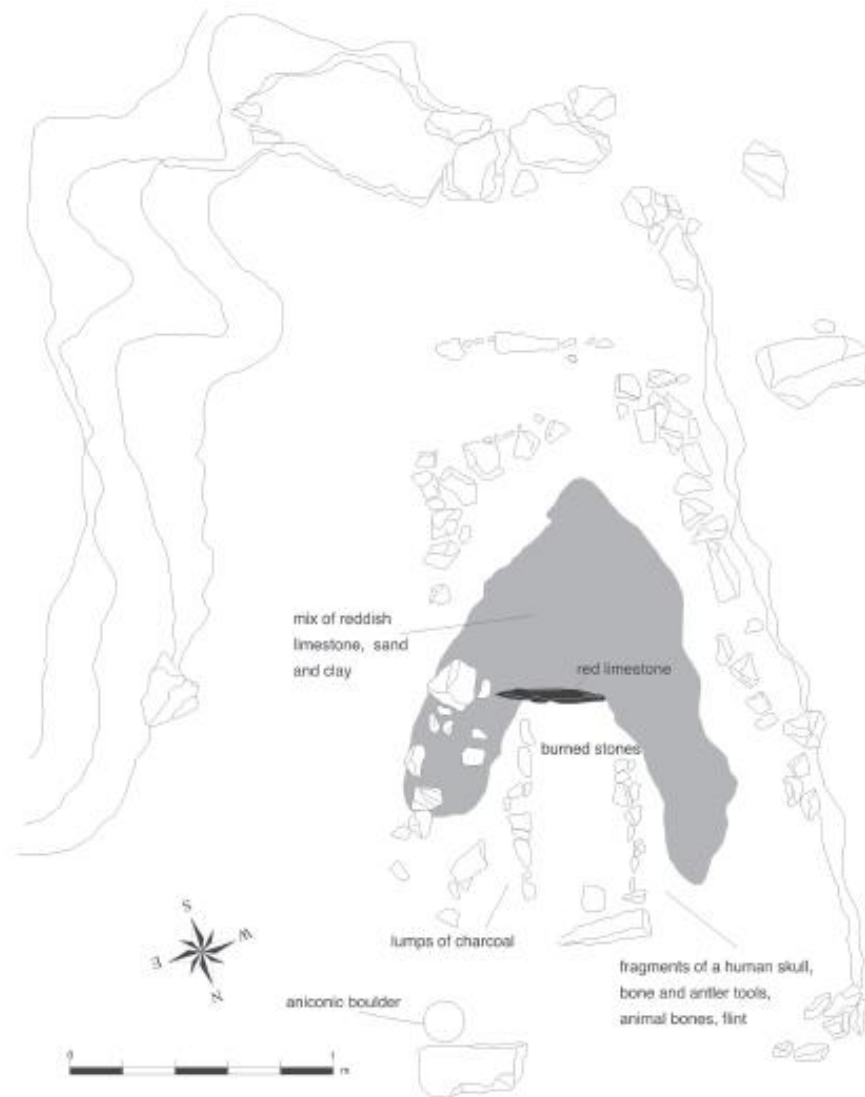 mix of reddish
limestone, sand
and clay
red limestone
burned stones
lumps of charcoal
fragments of a human skull,
bone and antler tools,
animal bones, flint
aniconic boulder
S
W
E
N
0
1
m